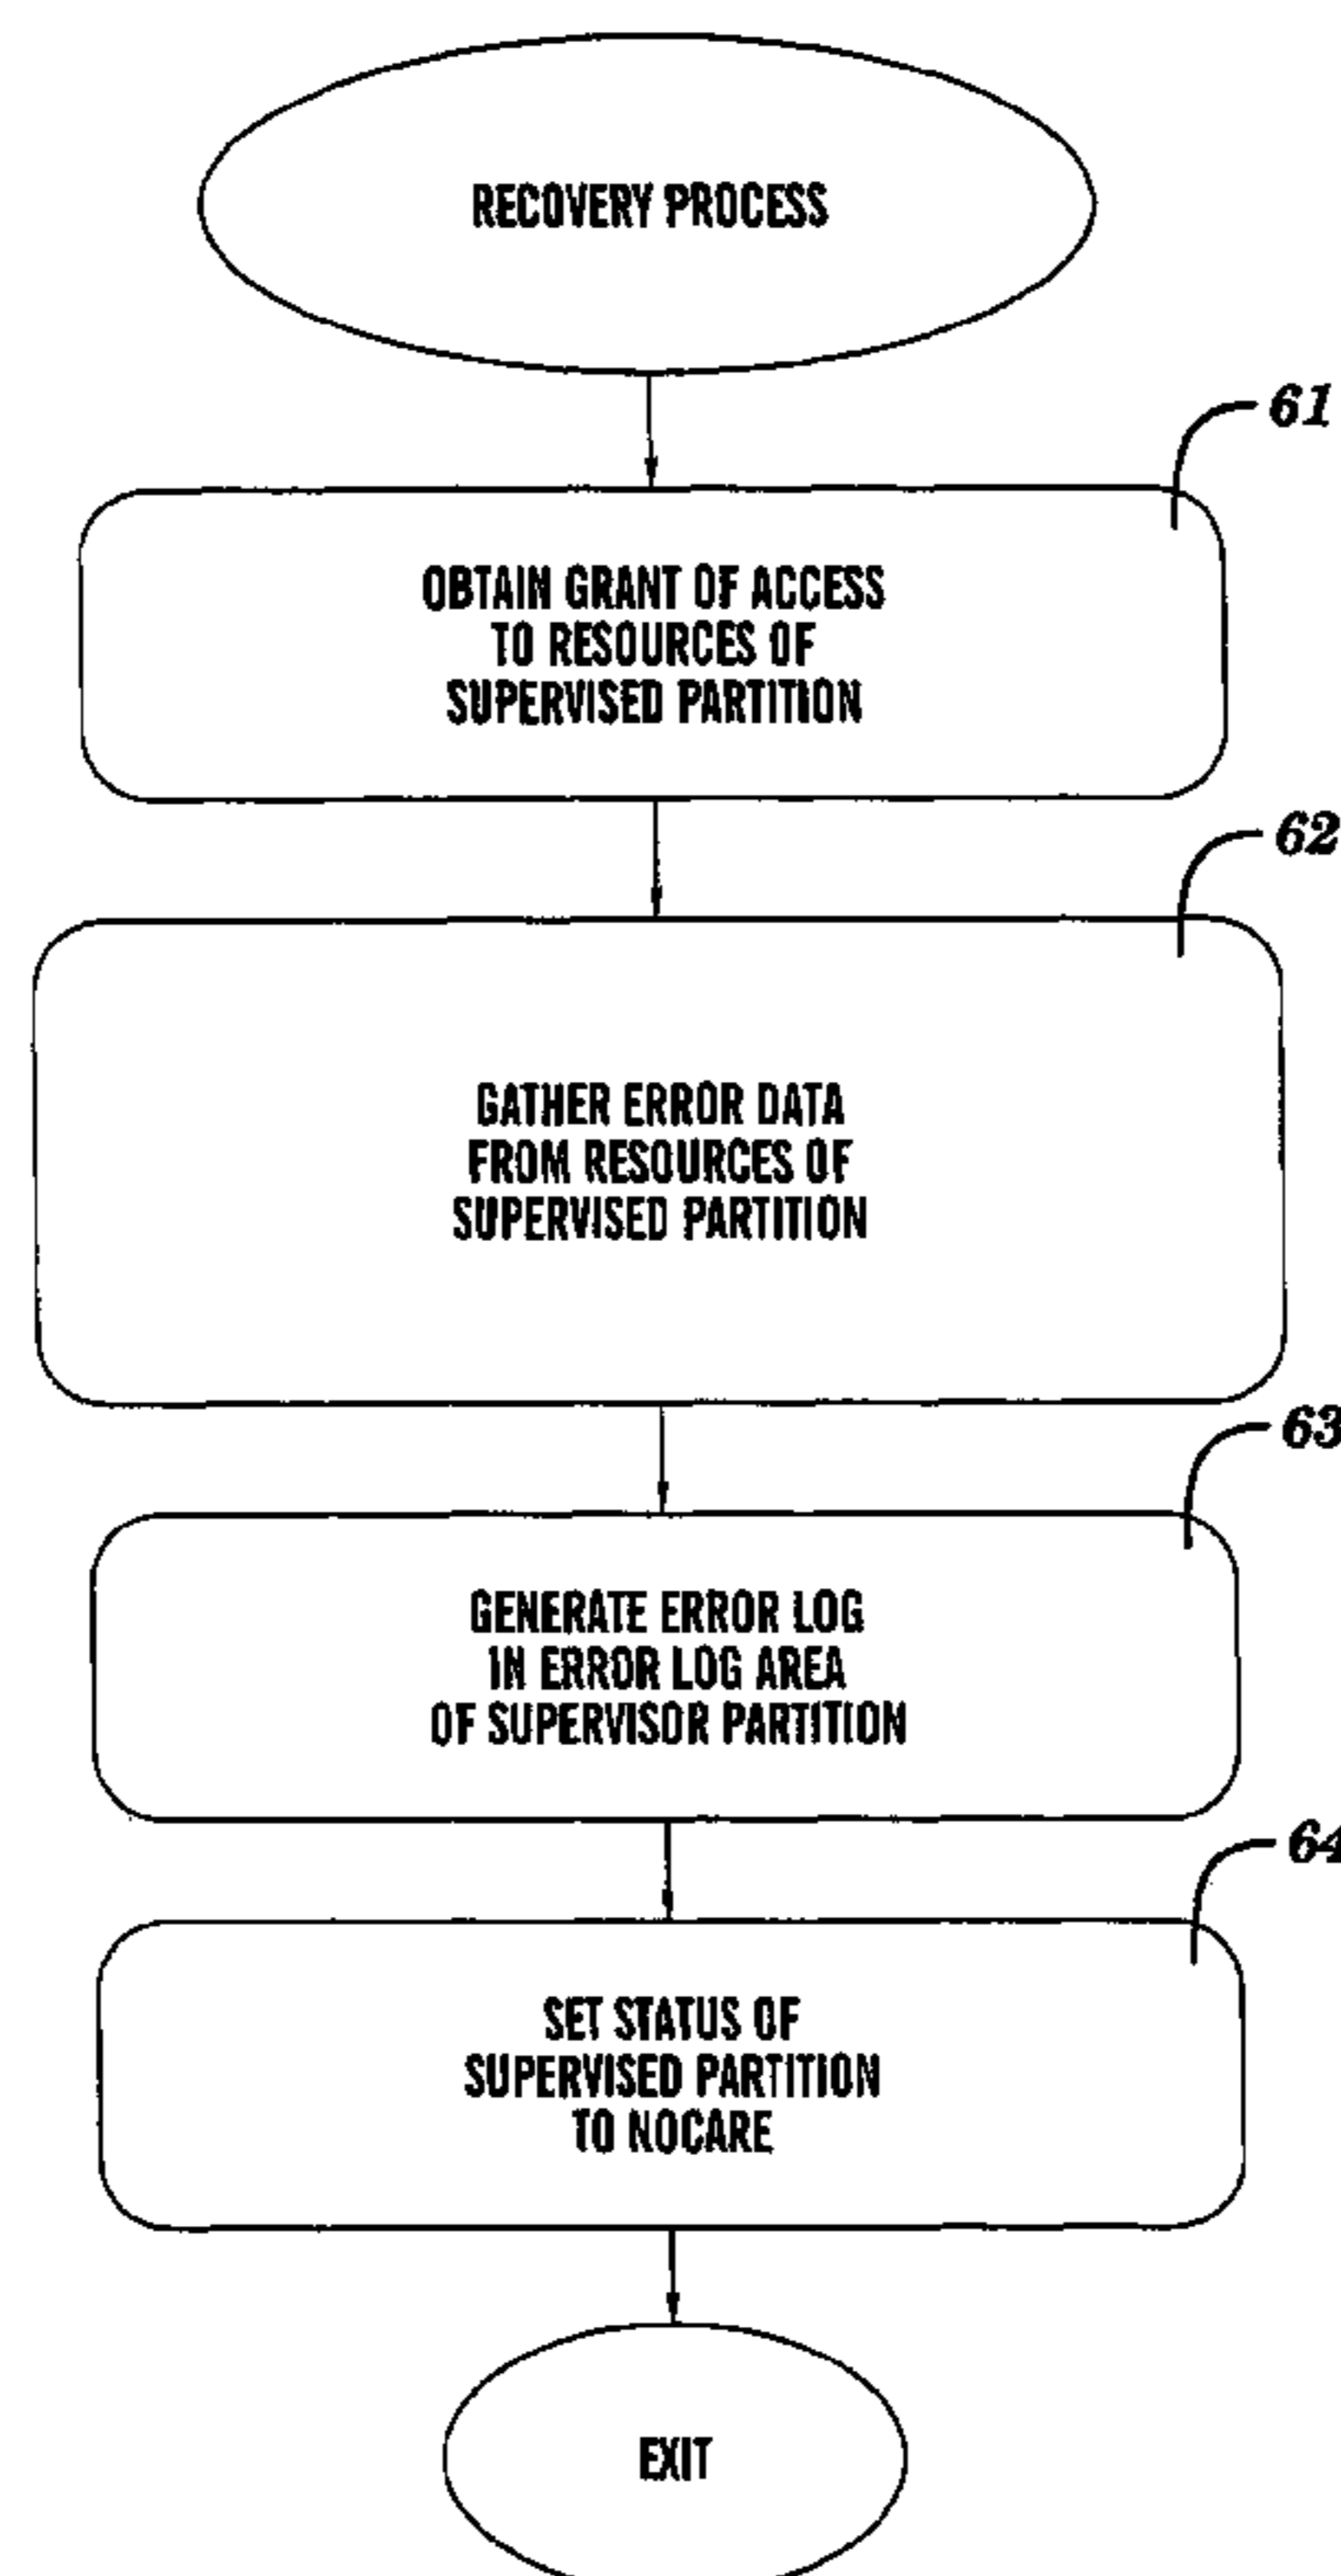 RECOVERY PROCESS
61
OBTAIN GRANT OF ACCESS
TO RESOURCES OF
SUPERVISED PARTITION
62
GATHER ERROR DATA
FROM RESOURCES OF
SUPERVISED PARTITION
63
GENERATE ERROR LOG
IN ERROR LOG AREA
OF SUPERVISOR PARTITION
64
SET STATUS OF
SUPERVISED PARTITION
TO NOCARE
EXIT